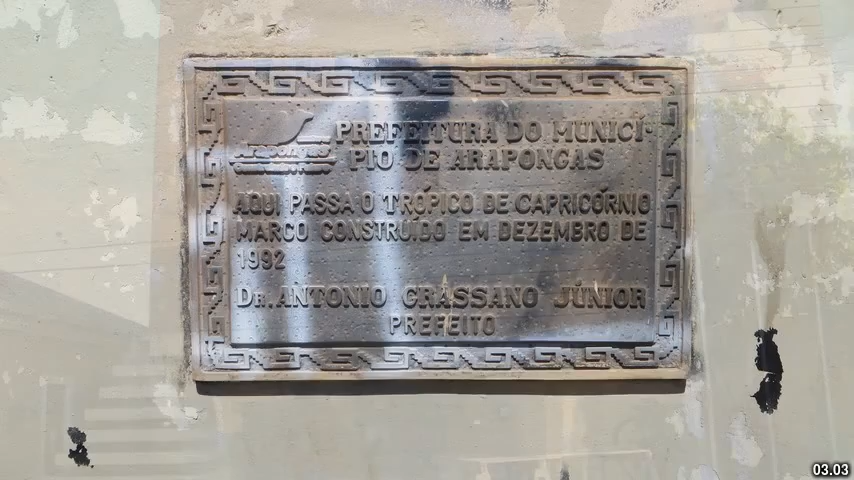 PREFEITURA DO MUNICÍ-
PIO DE ARAPONGAS
AQUI PASSA O TRÓPICO DE CAPRICÓRNIO
MARCO CONSTRUÍDO EM DEZEMBRO DE
1992
DR. ANTONIO GRASSANO JÚNIOR
PREFEITO
03.03